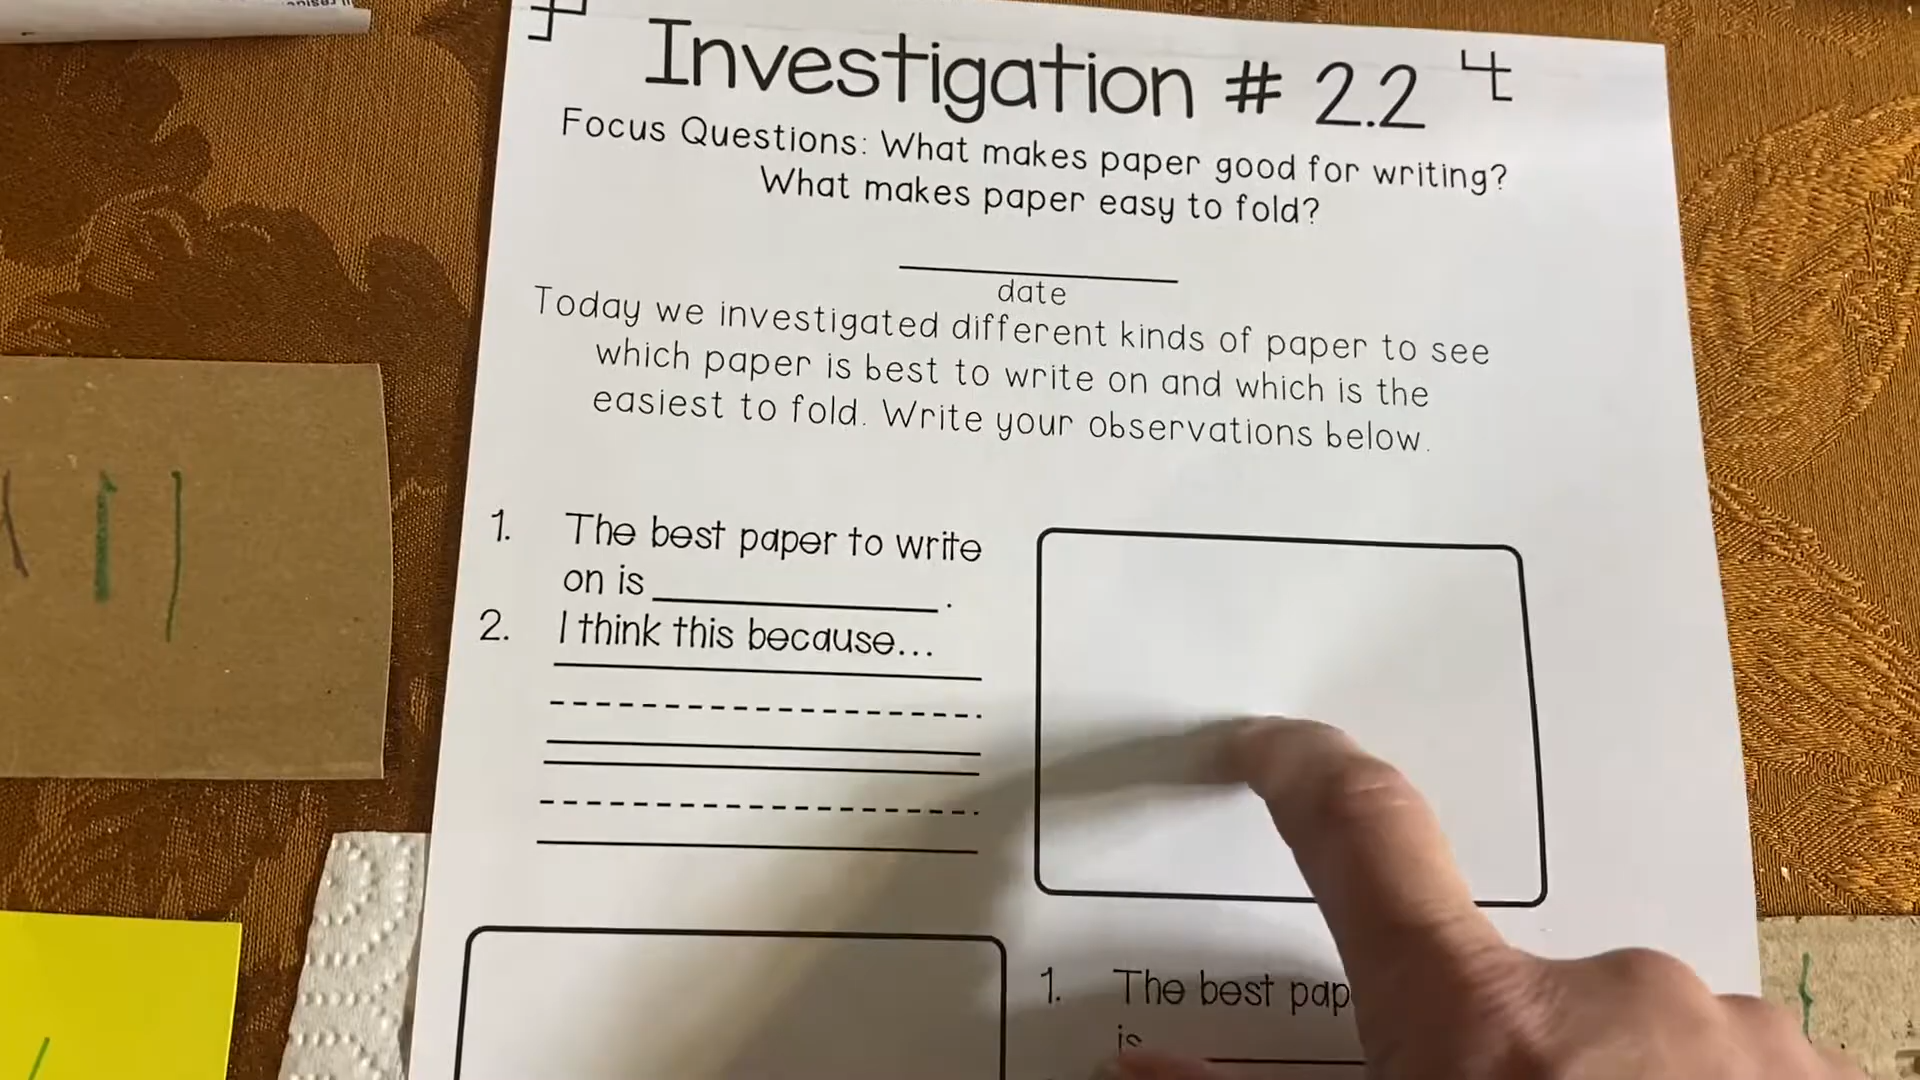 Investigation # 2.2 4
Focus Questions: What makes paper good for writing?
What makes paper easy to fold?
date
Today we investigated different kinds of paper to see
which paper is best to write on and which is the
easiest to fold. Write your observations below.
1. The best paper to write
on is ____________.
2. I think this because...
1. The best
is